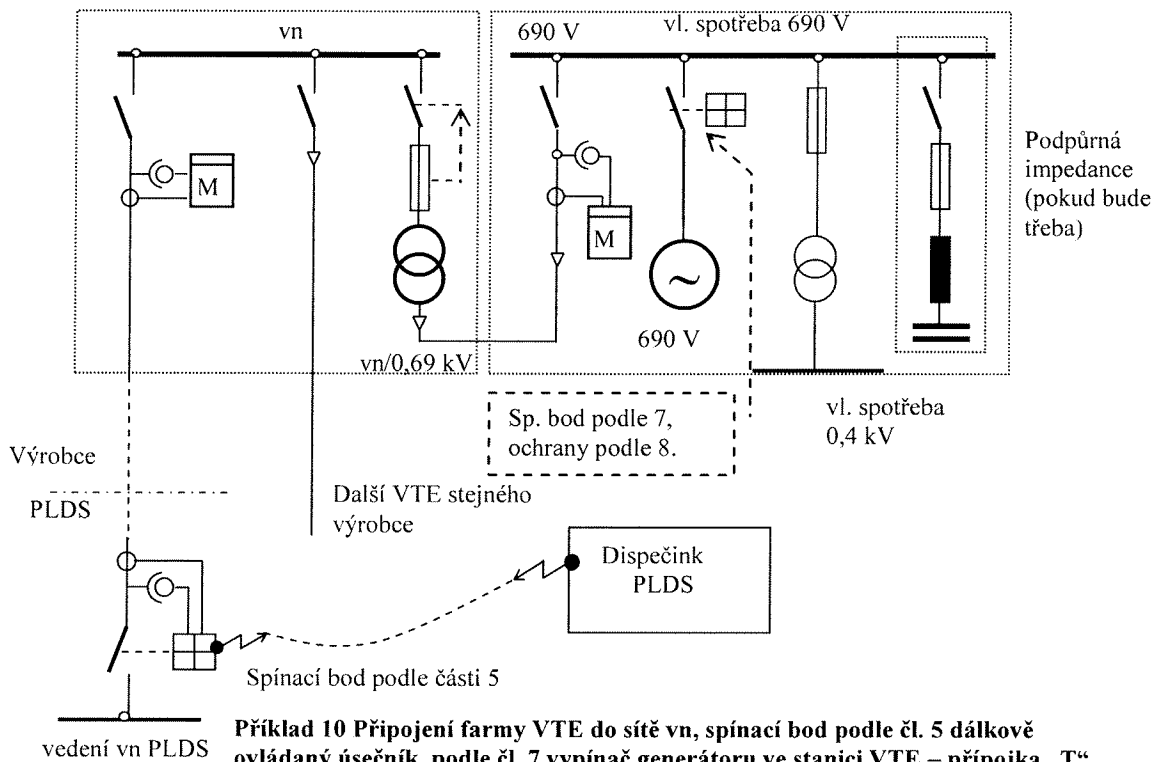 vn
690 V
vl. spotřeba 690 V
M
M
Podpůrná
impedance
(pokud bude
třeba)
~
690 V
vn/0,69 kV
Sp. bod podle 7,
ochrany podle 8.
vl. spotřeba
0,4 kV
Výrobce
PLDS
Další VTE stejného
výrobce
Dispečink
PLDS
Spínací bod podle části 5
vedení vn PLDS
Příklad 10 Připojení farmy VTE do sítě vn, spínací bod podle čl. 5 dálkově
ovládaný úsečník, podle čl. 7 vypínač generátoru ve stanici VTE – přípojka „T“